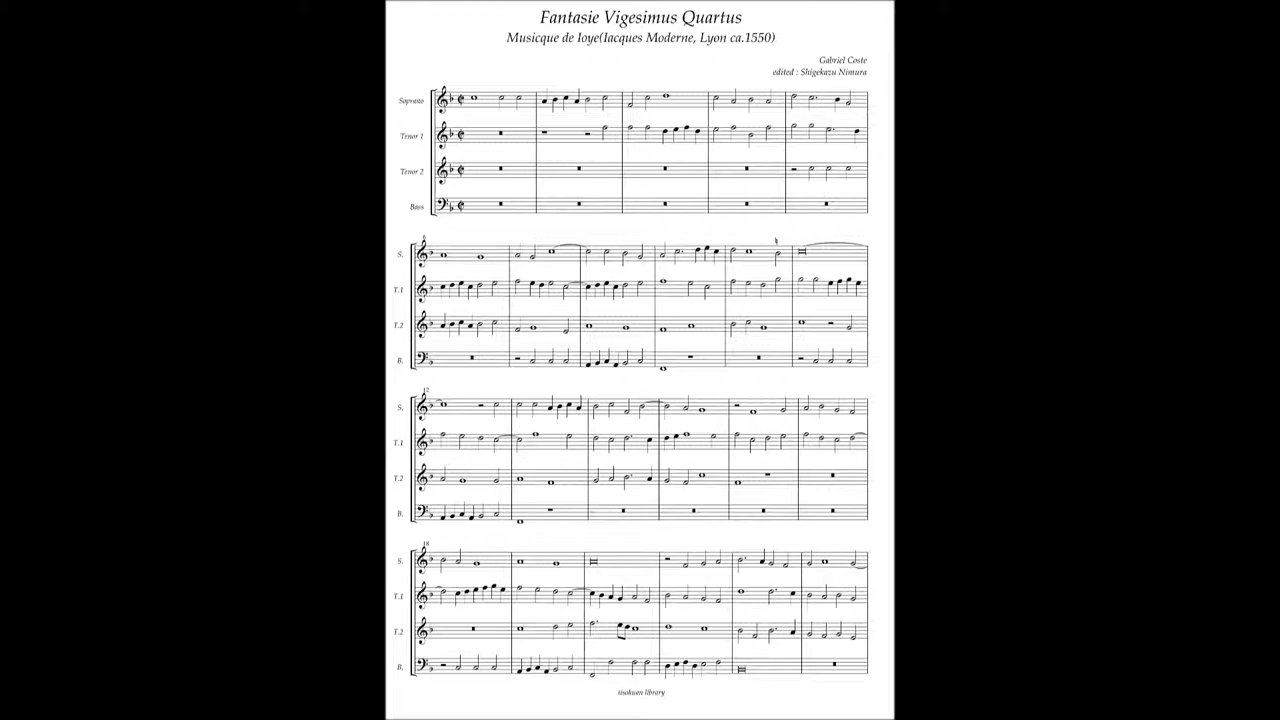 Fantasie Vigesimus Quartus
Musicque de Ioye(Iacques Moderne, Lyon ca.1550)
Gabriel Coste
edited : Shigekazu Nimura
Soprano
Tenor 1
Tenor 2
Bass
6
S.
T.1
T.2
B.
12
S.
T.1
T.2
B.
18
S.
T.1
T.2
B.
sisokuan library